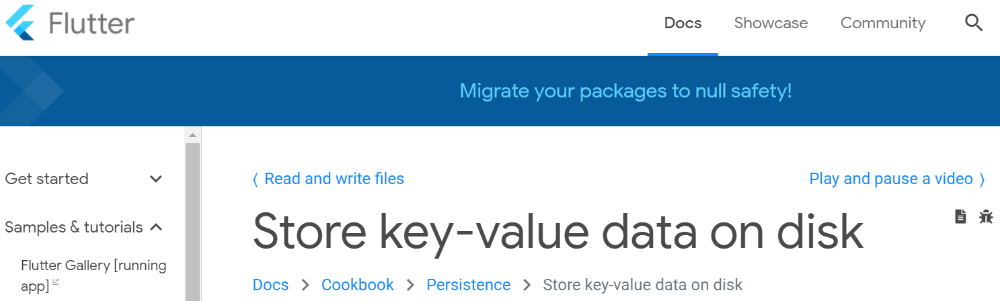 Flutter
Docs Showcase Community
Migrate your packages to null safety!
Get started
Samples & tutorials
Flutter Gallery [running
app]
〈 Read and write files
Play and pause a video 〉
Store key-value data on disk
Docs > Cookbook > Persistence > Store key-value data on disk